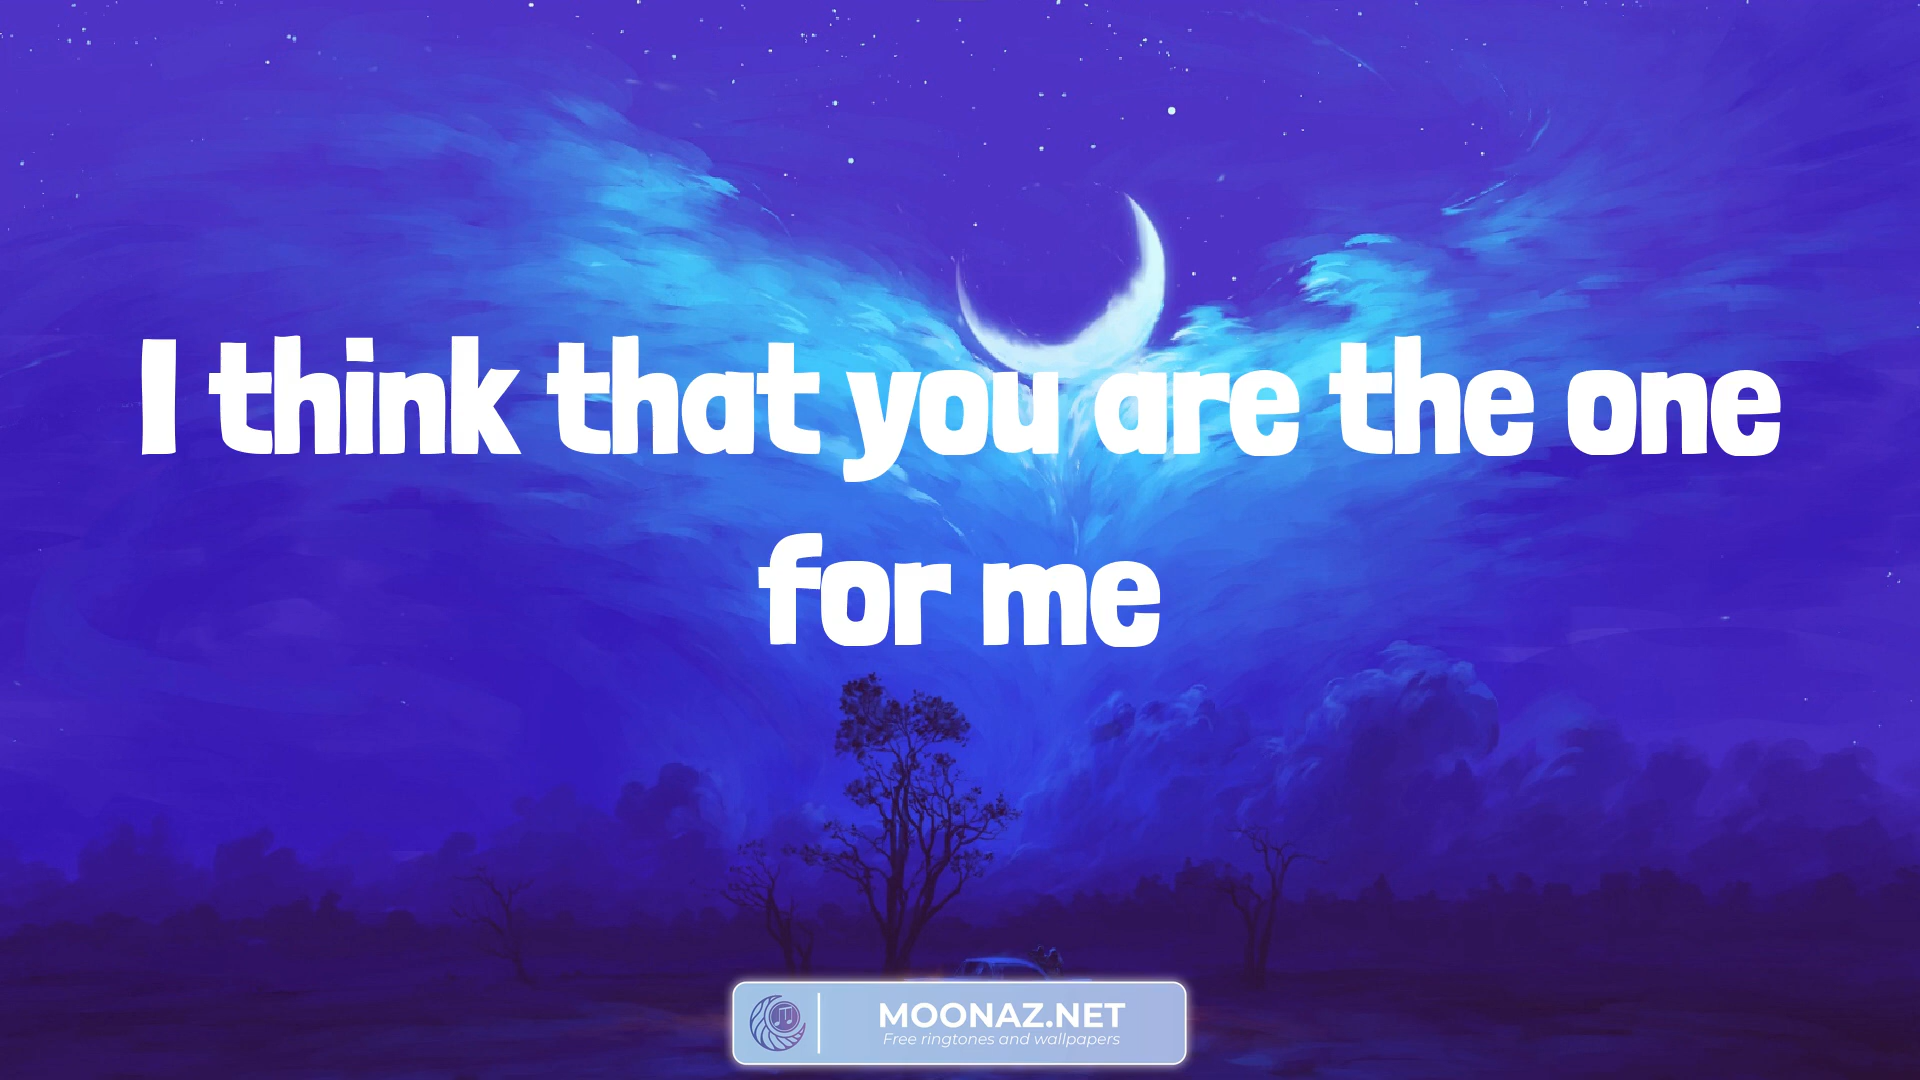 I think that you are the one
for me
MOONAZ.NET
Free ringtones and wallpapers